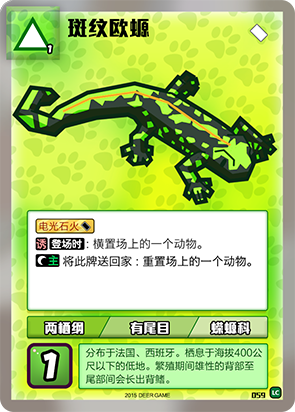 斑纹欧螈
1
电光石火
诱 登场时:横置场上的一个动物。
主 将此牌送回家:重置场上的一个动物。
两栖纲 有尾目 蝾螈科
1
分布于法国、西班牙。栖息于海拔400公
尺以下的低地。繁殖期间雄性的背部至
尾部间会长出背鳍。
2015 DEER GAME
059 LC